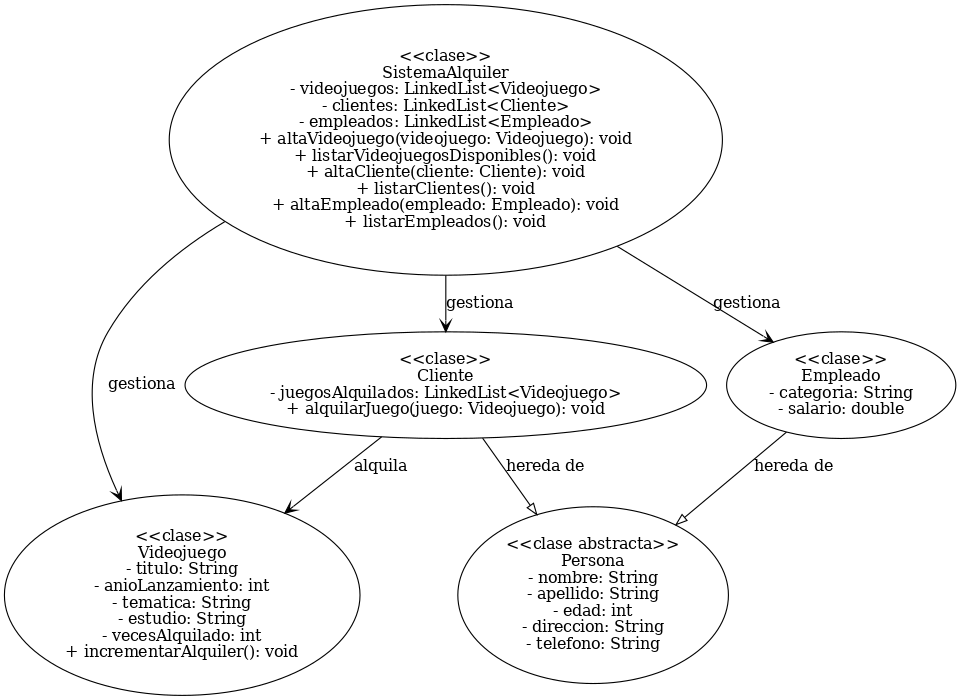 <<clase>>
SistemaAlquiler
- videojuegos: LinkedList<Videojuego>
- clientes: LinkedList<Cliente>
- empleados: LinkedList<Empleado>
+ altaVideojuego(videojuego: Videojuego): void
+ listarVideojuegosDisponibles(): void
+ altaCliente(cliente: Cliente): void
+ listarClientes(): void
+ altaEmpleado(empleado: Empleado): void
+ listarEmpleados(): void
gestiona
gestiona
gestiona
<<clase>>
Cliente
- juegosAlquilados: LinkedList<Videojuego>
+ alquilarJuego(juego: Videojuego): void
<<clase>>
Empleado
- categoria: String
- salario: double
alquila
hereda de
hereda de
<<clase>>
Videojuego
- titulo: String
- anioLanzamiento: int
- tematica: String
- estudio: String
- vecesAlquilado: int
+ incrementarAlquiler(): void
<<clase abstracta>>
Persona
- nombre: String
- apellido: String
- edad: int
- direccion: String
- telefono: String